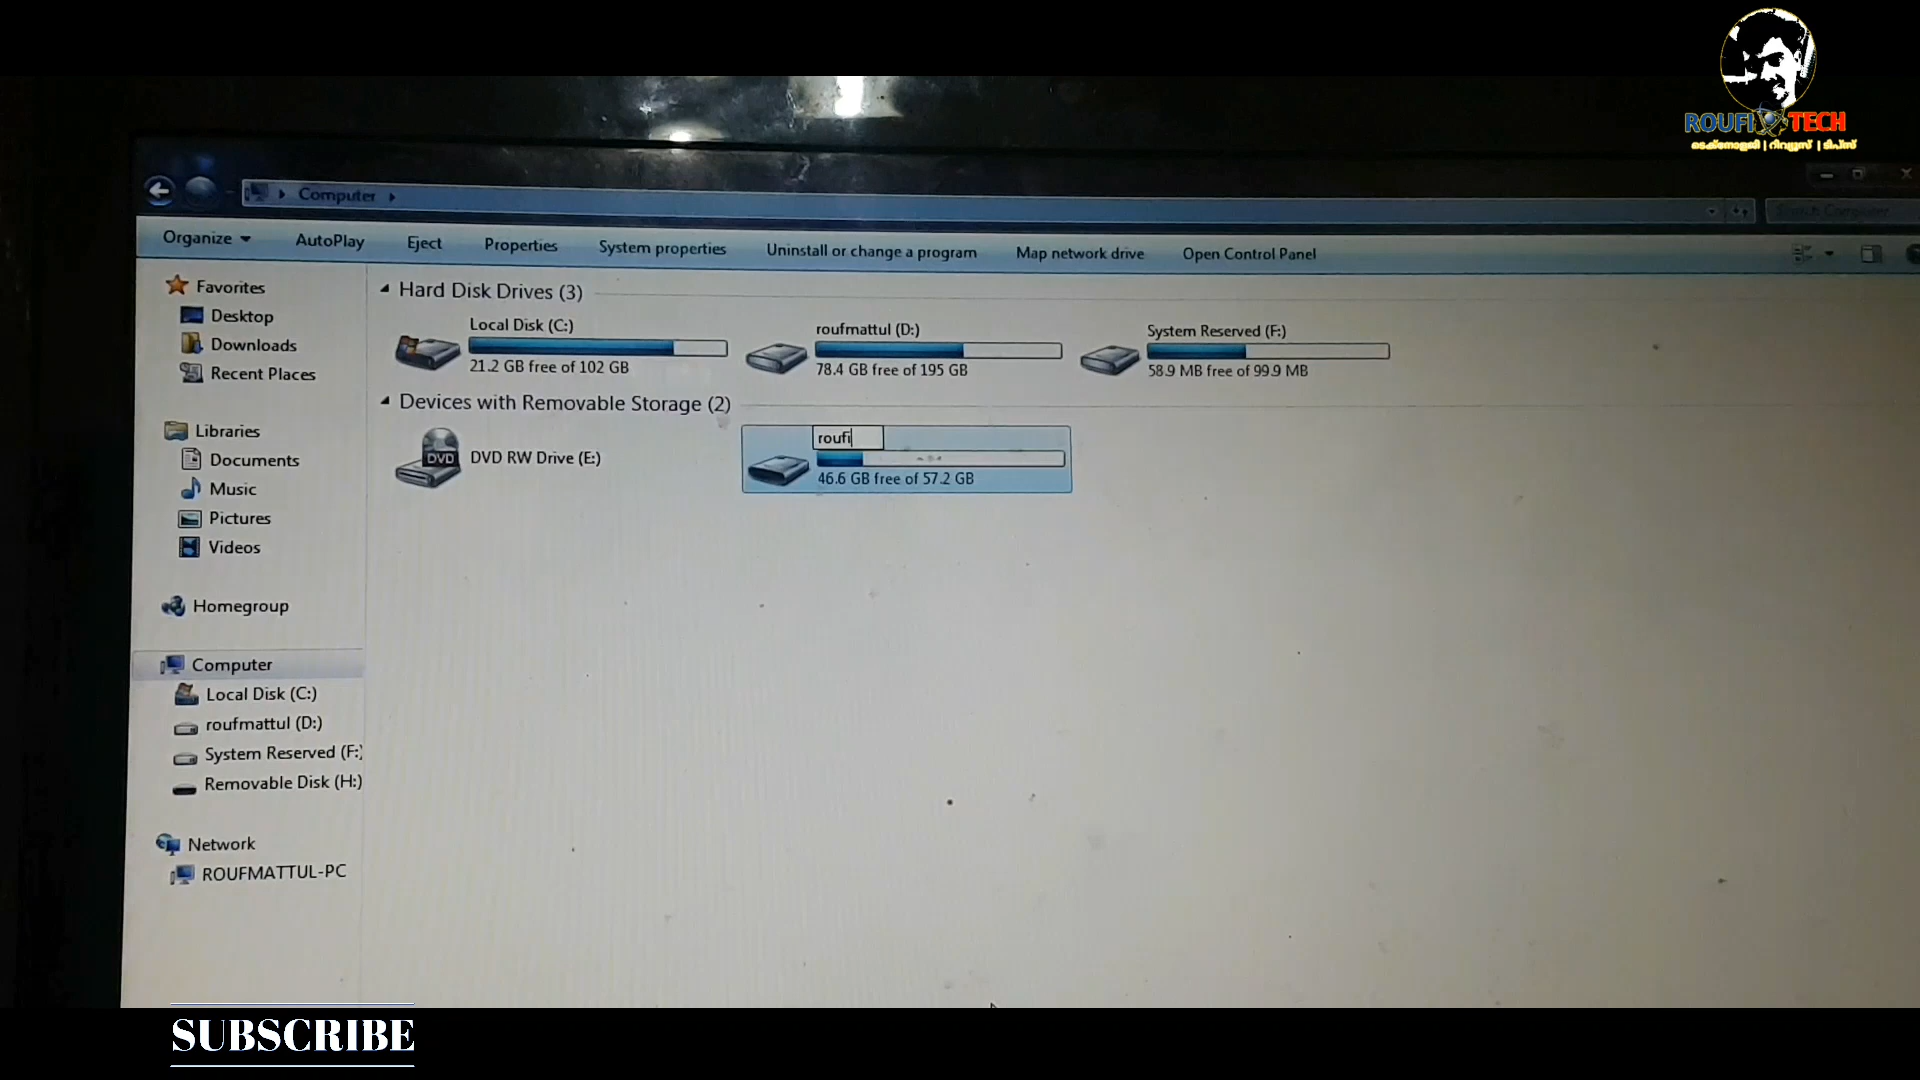 ROUFI TECH
ടെക്നോളജി | റിവ്യൂസ് | ടിപ്സ്
Computer
Search Computer
Organize AutoPlay Eject Properties System properties Uninstall or change a program Map network drive Open Control Panel
Favorites
Desktop
Downloads
Recent Places
Libraries
Documents
Music
Pictures
Videos
Homegroup
Computer
Local Disk (C:)
roufmattul (D:)
System Reserved (F:)
Removable Disk (H:)
Network
ROUFMATTUL-PC
Hard Disk Drives (3)
Local Disk (C:)
21.2 GB free of 102 GB
roufmattul (D:)
78.4 GB free of 195 GB
System Reserved (F:)
58.9 MB free of 99.9 MB
Devices with Removable Storage (2)
DVD
DVD RW Drive (E:)
roufi
46.6 GB free of 57.2 GB
SUBSCRIBE